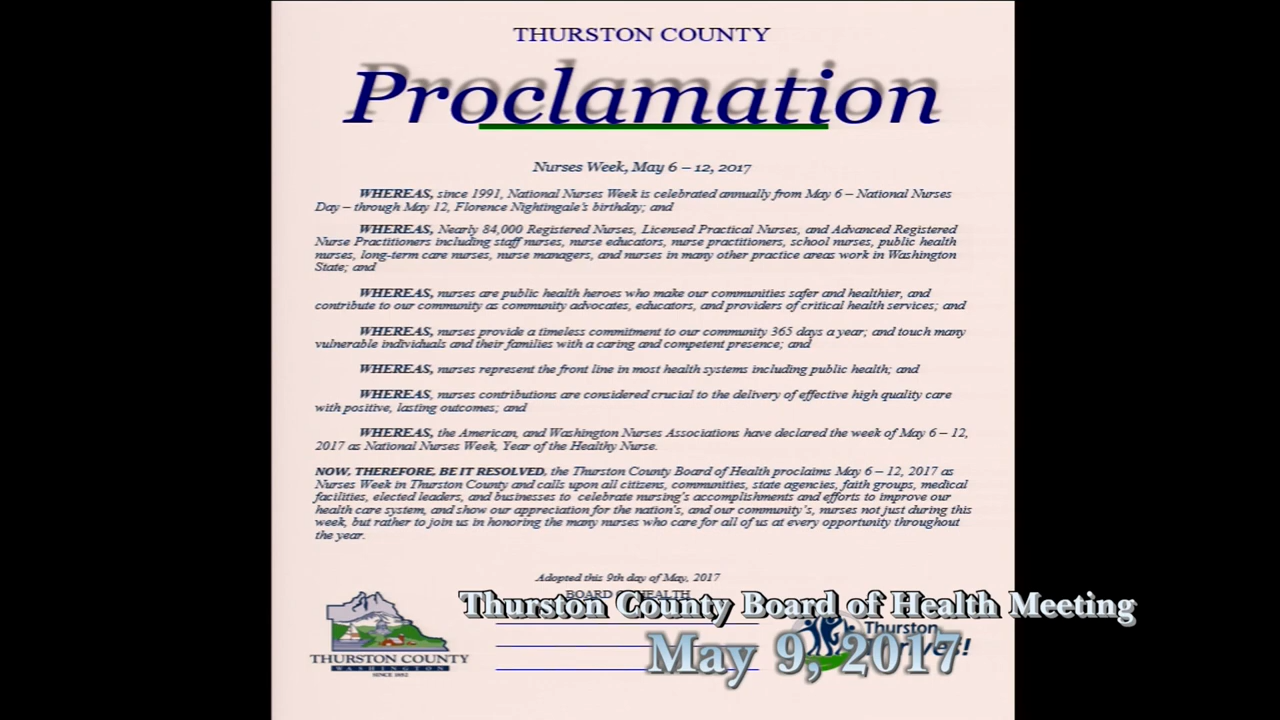 THURSTON COUNTY
Proclamation
Nurses Week, May 6 – 12, 2017
WHEREAS, since 1991, National Nurses Week is celebrated annually from May 6 – National Nurses
Day – through May 12, Florence Nightingale's birthday; and
WHEREAS, Nearly 84,000 Registered Nurses, Licensed Practical Nurses, and Advanced Registered
Nurse Practitioners including staff nurses, nurse educators, nurse practitioners, school nurses, public health
nurses, long-term care nurses, nurse managers, and nurses in many other practice areas work in Washington
State; and
WHEREAS, nurses are public health heroes who make our communities safer and healthier, and
contribute to our community as community advocates, educators, and providers of critical health services; and
WHEREAS, nurses provide a timeless commitment to our community 365 days a year; and touch many
vulnerable individuals and their families with a caring and competent presence; and
WHEREAS, nurses represent the front line in most health systems including public health; and
WHEREAS, nurses contributions are considered crucial to the delivery of effective high quality care
with positive, lasting outcomes; and
WHEREAS, the American, and Washington Nurses Associations have declared the week of May 6 – 12,
2017 as National Nurses Week, Year of the Healthy Nurse.
NOW, THEREFORE, BE IT RESOLVED, the Thurston County Board of Health proclaims May 6 – 12, 2017 as
Nurses Week in Thurston County and calls upon all citizens, communities, state agencies, faith groups, medical
facilities, elected leaders, and businesses to celebrate nursing's accomplishments and efforts to improve our
health care system, and show our appreciation for the nation's, and our community's, nurses not just during this
week, but rather to join us in honoring the many nurses who care for all of us at every opportunity throughout
the year.
Adopted this 9th day of May, 2017
BOARD HEALTH
Thurston County Board of Health Meeting
May 9, 2017
Thurston
THURSTON COUNTY
WASHINGTON
SINCE 1852